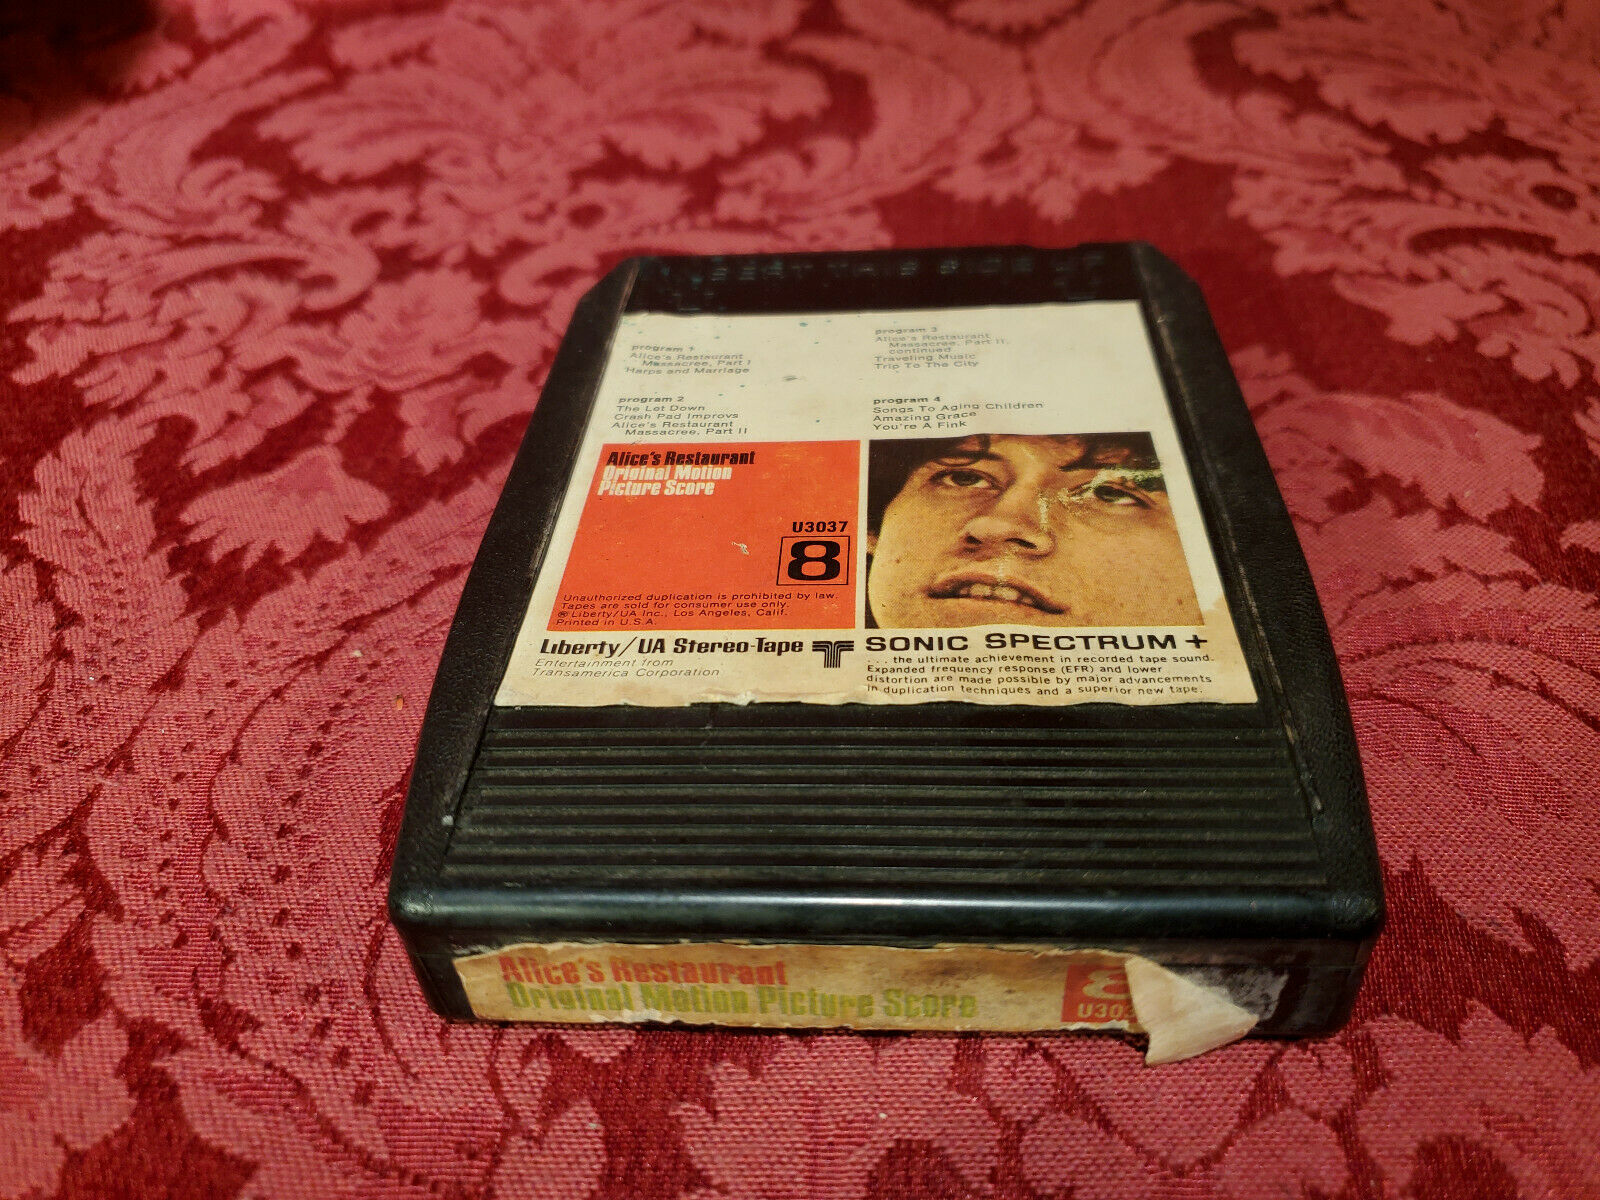 INSERT THIS SIDE UP
program 1
Alice's Restaurant
Massacree, Part I
Harps and Marriage
program 2
The Let Down
Crash Pad Improvs
Alice's Restaurant
Massacree, Part II
program 3
Alice's Restaurant
Massacree, Part II,
continued
Traveling Music
Trip To The City
program 4
Songs To Aging Children
Amazing Grace
You're A Fink
Alice's Restaurant
Original Motion
Picture Score
U3037
8
Unauthorized duplication is prohibited by law.
Tapes are sold for consumer use only.
℗ Liberty/UA Inc., Los Angeles, Calif.
Printed in U.S.A.
Liberty/UA Stereo-Tape
Entertainment from
Transamerica Corporation
SONIC SPECTRUM +
. . . the ultimate achievement in recorded tape sound.
Expanded frequency response (EFR) and lower
distortion are made possible by major advancements
in duplication techniques and a superior new tape.
Alice's Restaurant
Original Motion Picture Score
8
U303